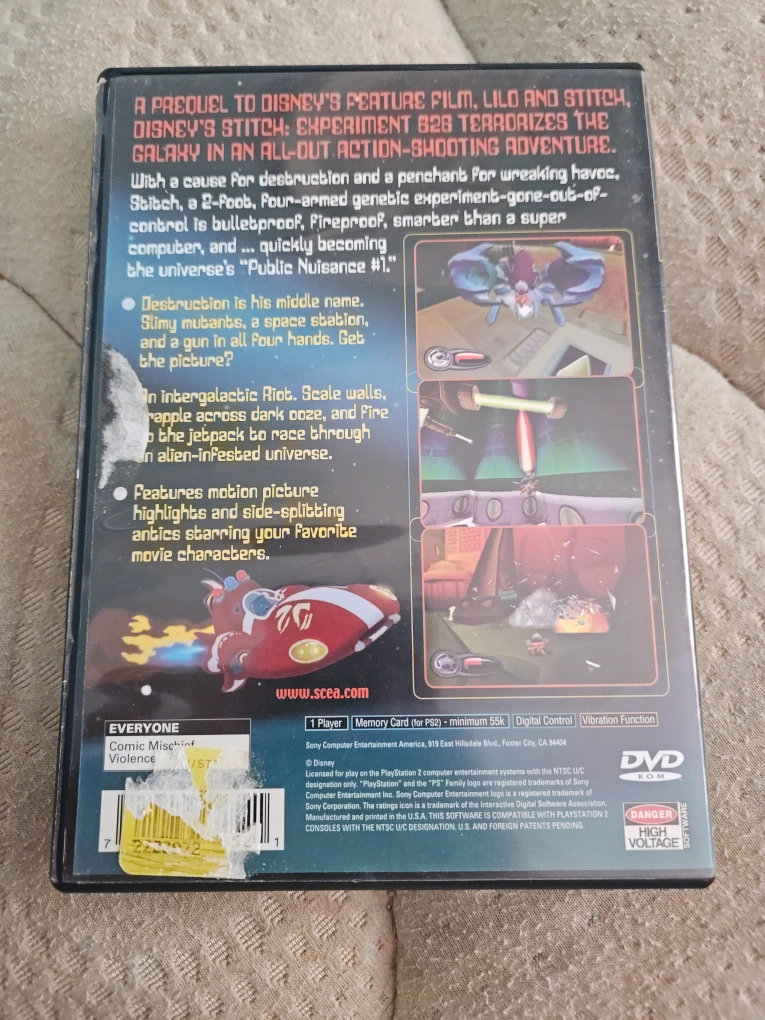 A PREQUEL TO DISNEY'S FEATURE FILM, LILO AND STITCH,
DISNEY'S STITCH: EXPERIMENT 626 TERRORIZES THE
GALAXY IN AN ALL-OUT ACTION-SHOOTING ADVENTURE.
With a cause for destruction and a penchant for wreaking havoc,
Stitch, a 2-foot, four-armed genetic experiment-gone-out-of-
control is bulletproof, fireproof, smarter than a super
computer, and ... quickly becoming
the universe's "Public Nuisance #1."
Destruction is his middle name.
Slimy mutants, a space station,
and a gun in all four hands. Get
the picture?
intergalactic Riot. Scale walls,
across dark ooze, and fire
the jetpack to race through
alien-infested universe.
Features motion picture
highlights and side-splitting
antics starring your favorite
movie characters.
www.scea.com
EVERYONE
Comic Mischief
Violence
1 Player
Memory Card (for PS2) - minimum 55k
Digital Control
Vibration Function
Sony Computer Entertainment America, 919 East Hillsdale Blvd., Foster City, CA 94404
© Disney
Licensed for play on the PlayStation 2 computer entertainment systems with the NTSC U/C
designation only. "PlayStation" and the "PS" Family logo are registered trademarks of Sony
Computer Entertainment Inc. Sony Computer Entertainment logo is a registered trademark of
Sony Corporation. The ratings icon is a trademark of the Interactive Digital Software Association.
Manufactured and printed in the U.S.A. THIS SOFTWARE IS COMPATIBLE WITH PLAYSTATION 2
CONSOLES WITH THE NTSC U/C DESIGNATION. U.S. AND FOREIGN PATENTS PENDING.
DVD
ROM
DANGER
HIGH
VOLTAGE
SOFTWARE
7
1